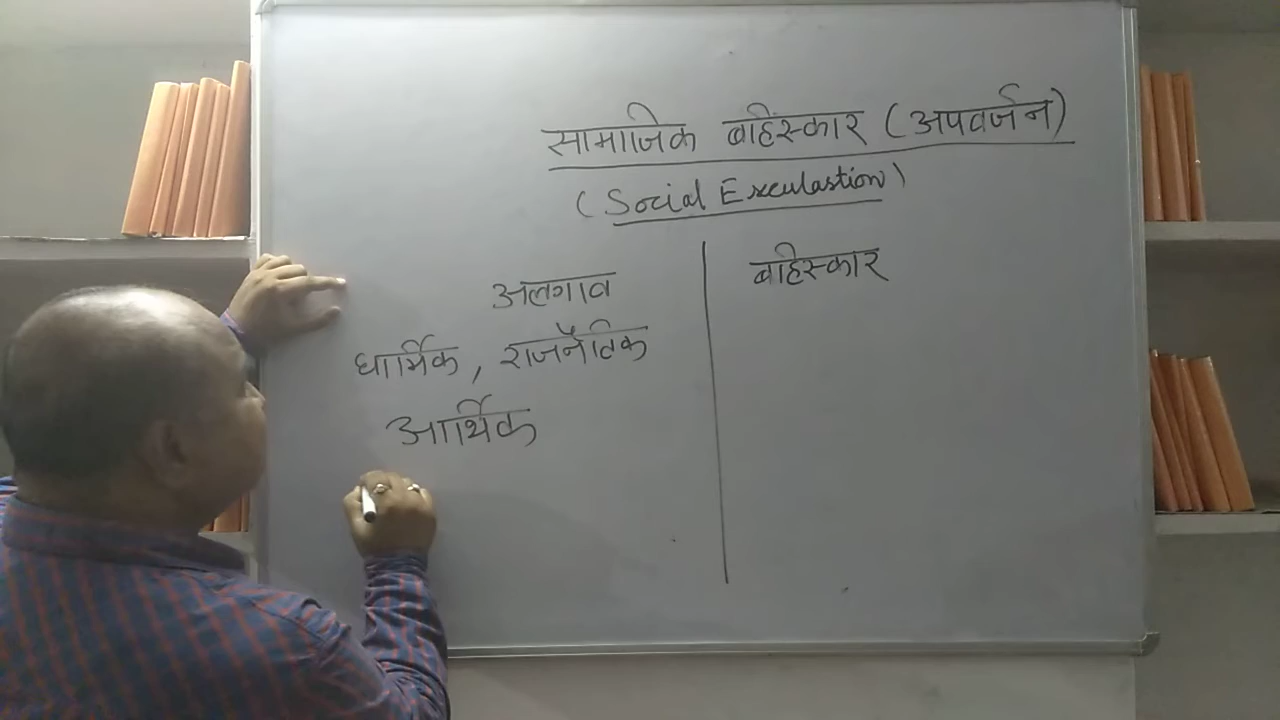 सामाजिक बहिस्कार (अपवर्जन)
(Social Exculastion)
अलगाव
धार्मिक, राजनैतिक
आर्थिक
बहिस्कार